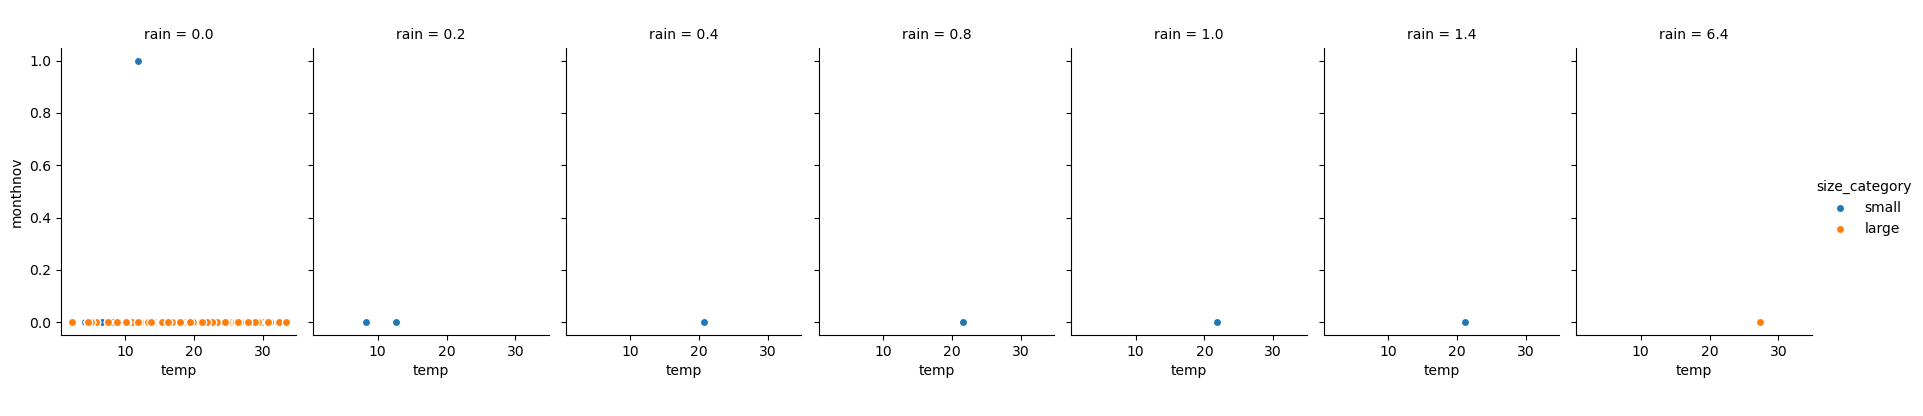 rain = 0.0 rain = 0.2 rain = 0.4 rain = 0.8 rain = 1.0 rain = 1.4 rain = 6.4
1.0
0.8
0.6
0.4
0.2
0.0
monthnov
10 20 30 10 20 30 10 20 30 10 20 30 10 20 30 10 20 30 10 20 30
temp temp temp temp temp temp temp
size_category
small
large